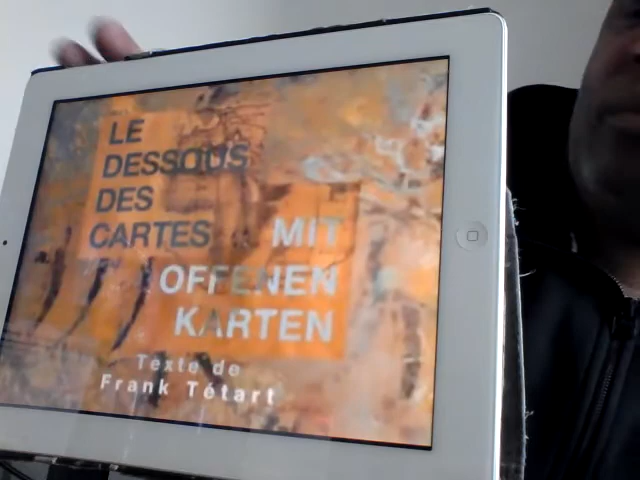 LE
DESSOUS
DES
CARTES
MIT
OFFENEN
KARTEN
Texte de
Frank Tétart